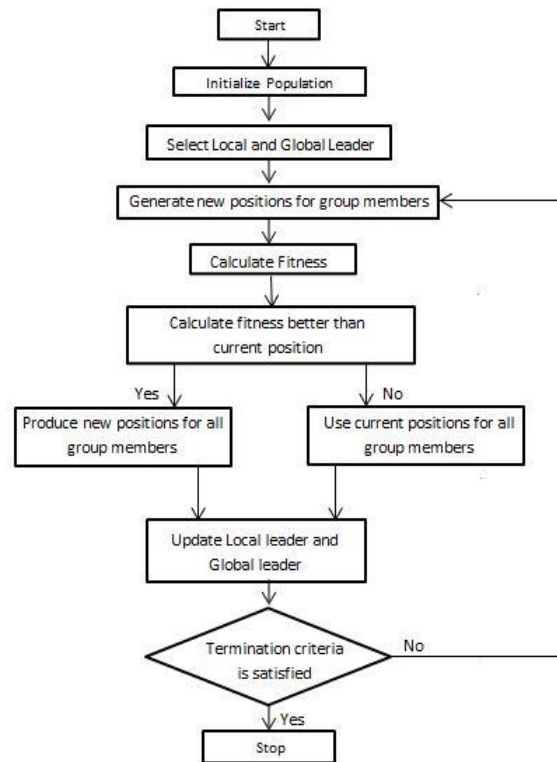 Start
Initialize Population
Select Local and Global Leader
Generate new positions for group members
Calculate Fitness
Calculate fitness better than
current position
Yes
No
Produce new positions for all
group members
Use current positions for all
group members
Update Local leader and
Global leader
Termination criteria
is satisfied
No
Yes
Stop